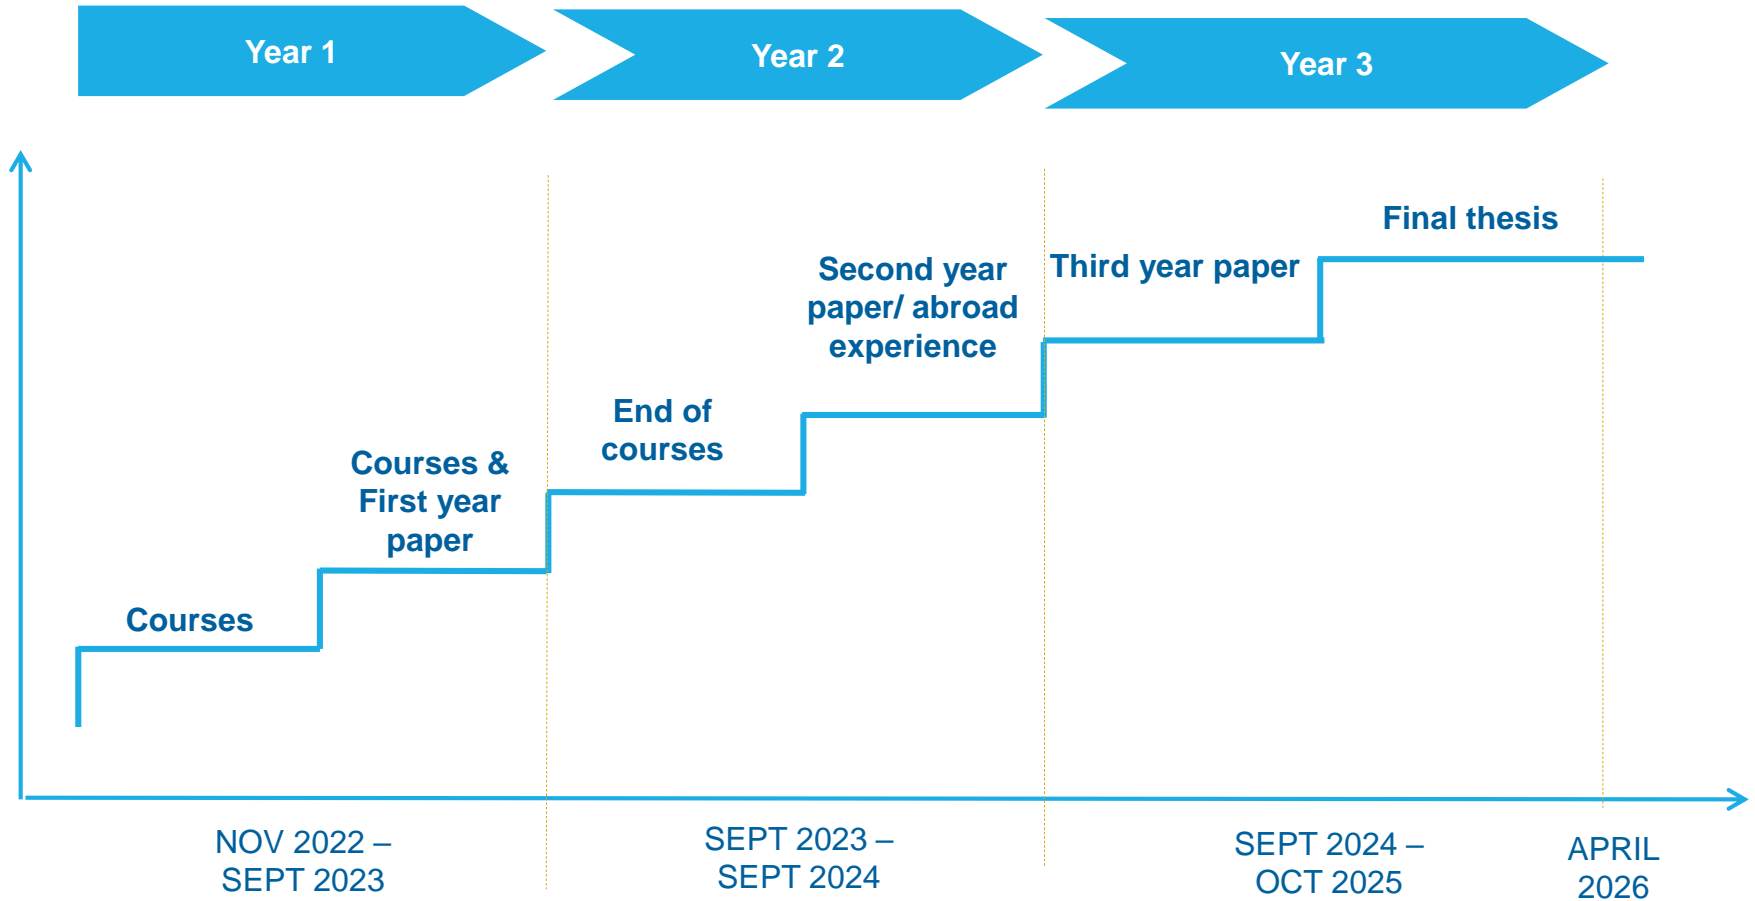 Year 1
Year 2
Year 3
Final thesis
Second year
paper/ abroad
experience
Third year paper
End of
courses
Courses &
First year
paper
Courses
NOV 2022 –
SEPT 2023
SEPT 2023 –
SEPT 2024
SEPT 2024 –
OCT 2025
APRIL
2026